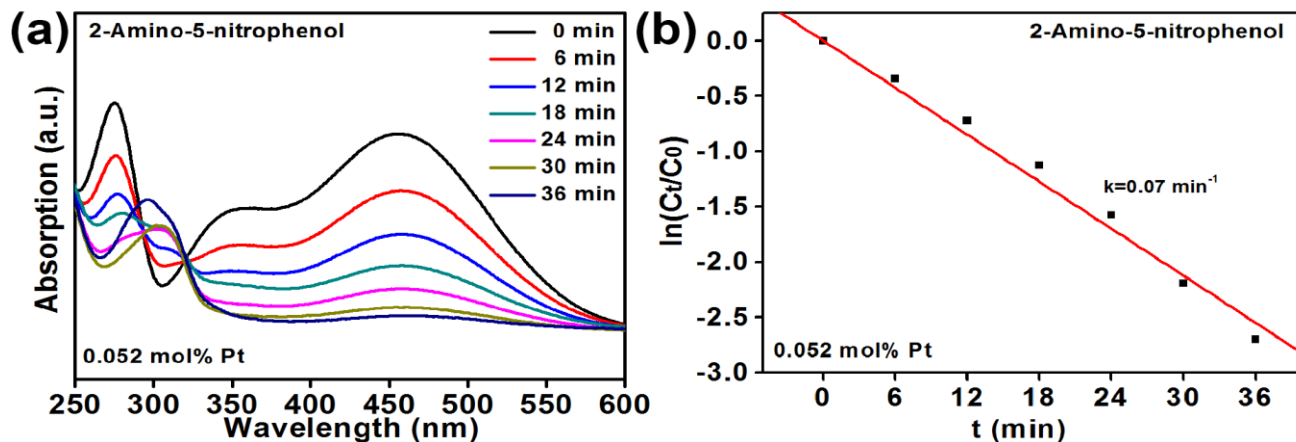 (a)
2-Amino-5-nitrophenol
0 min
6 min
12 min
18 min
24 min
30 min
36 min
0.052 mol% Pt
Absorption (a.u.)
250 300 350 400 450 500 550 600
Wavelength (nm)
(b)
2-Amino-5-nitrophenol
k=0.07 min⁻¹
0.052 mol% Pt
ln(Ct/C0)
0.0
-0.5
-1.0
-1.5
-2.0
-2.5
-3.0
0 6 12 18 24 30 36
t (min)